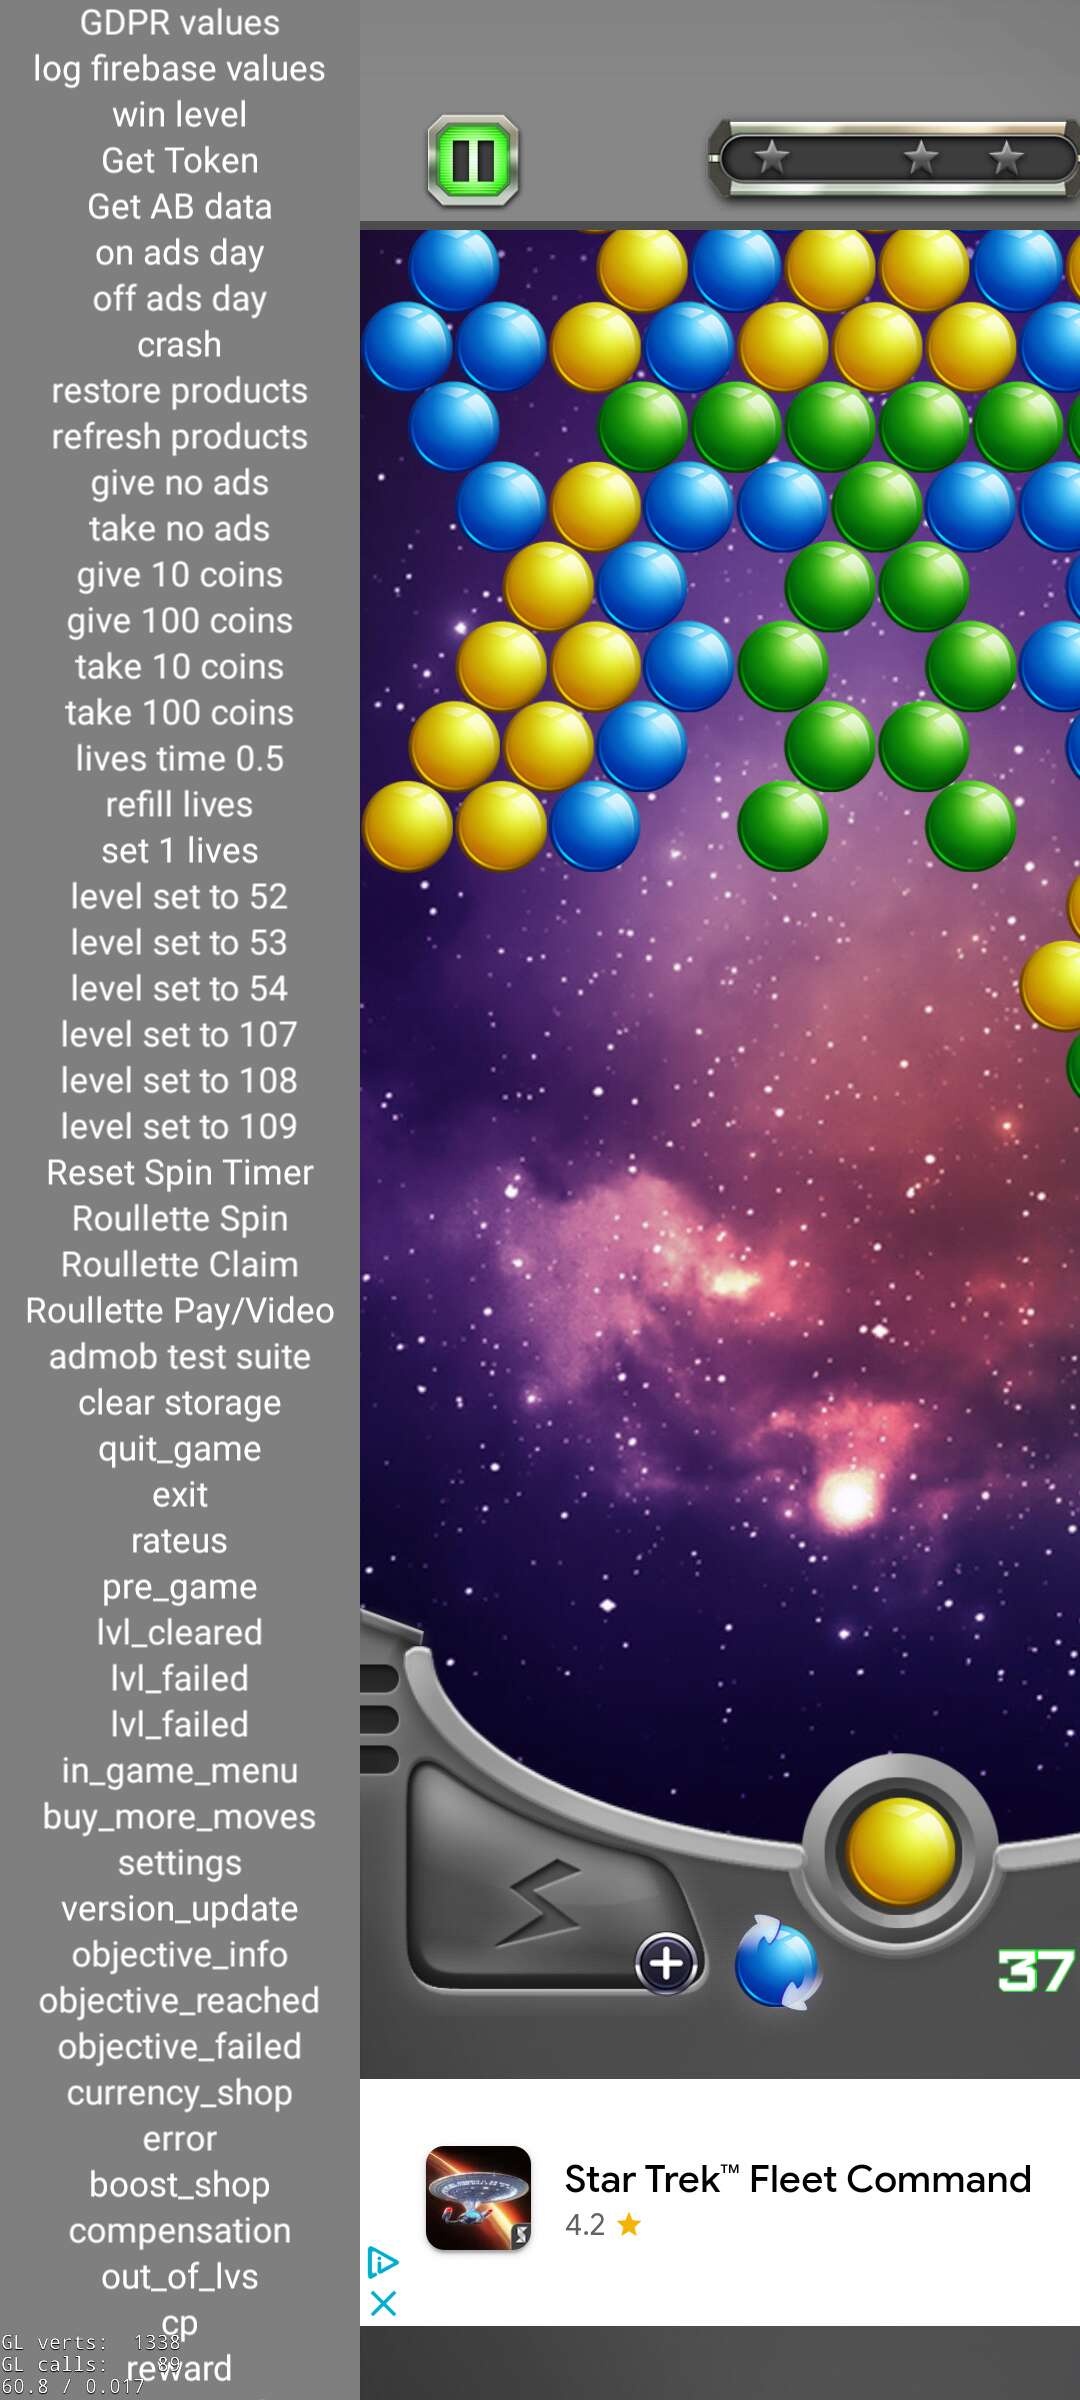 GDPR values
log firebase values
win level
Get Token
Get AB data
on ads day
off ads day
crash
restore products
refresh products
give no ads
take no ads
give 10 coins
give 100 coins
take 10 coins
take 100 coins
lives time 0.5
refill lives
set 1 lives
level set to 52
level set to 53
level set to 54
level set to 107
level set to 108
level set to 109
Reset Spin Timer
Roullette Spin
Roullette Claim
Roullette Pay/Video
admob test suite
clear storage
quit_game
exit
rateus
pre_game
lvl_cleared
lvl_failed
lvl_failed
in_game_menu
buy_more_moves
settings
version_update
objective_info
objective_reached
objective_failed
currency_shop
error
boost_shop
compensation
out_of_lvs
cp
reward
GL verts: 1338
GL calls: 89
60.8 / 0.017
37
Star Trek™ Fleet Command
4.2